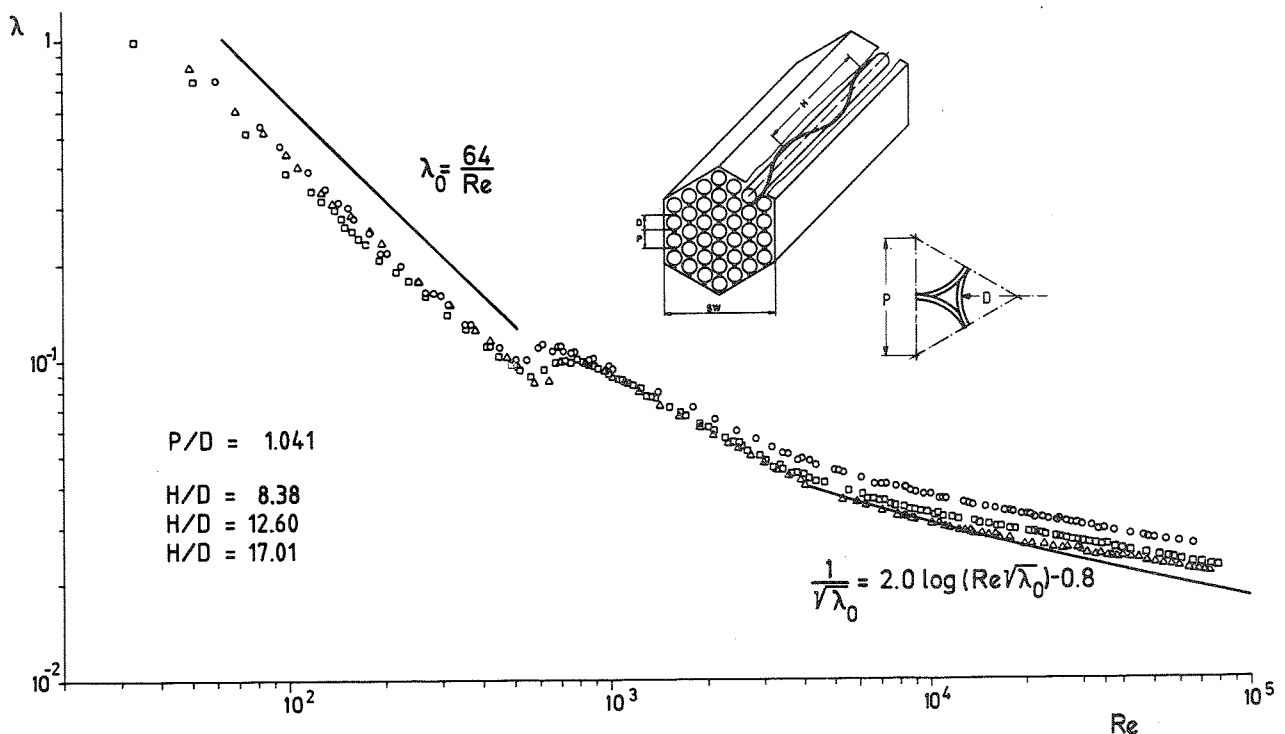 λ
1
10⁻¹
10⁻²
10²
10³
10⁴
10⁵
Re
λ₀ = 64/Re
P/D = 1.041
H/D = 8.38
H/D = 12.60
H/D = 17.01
H
D
P
SW
P
D
1/√λ₀ = 2.0 log (Re√λ₀)-0.8